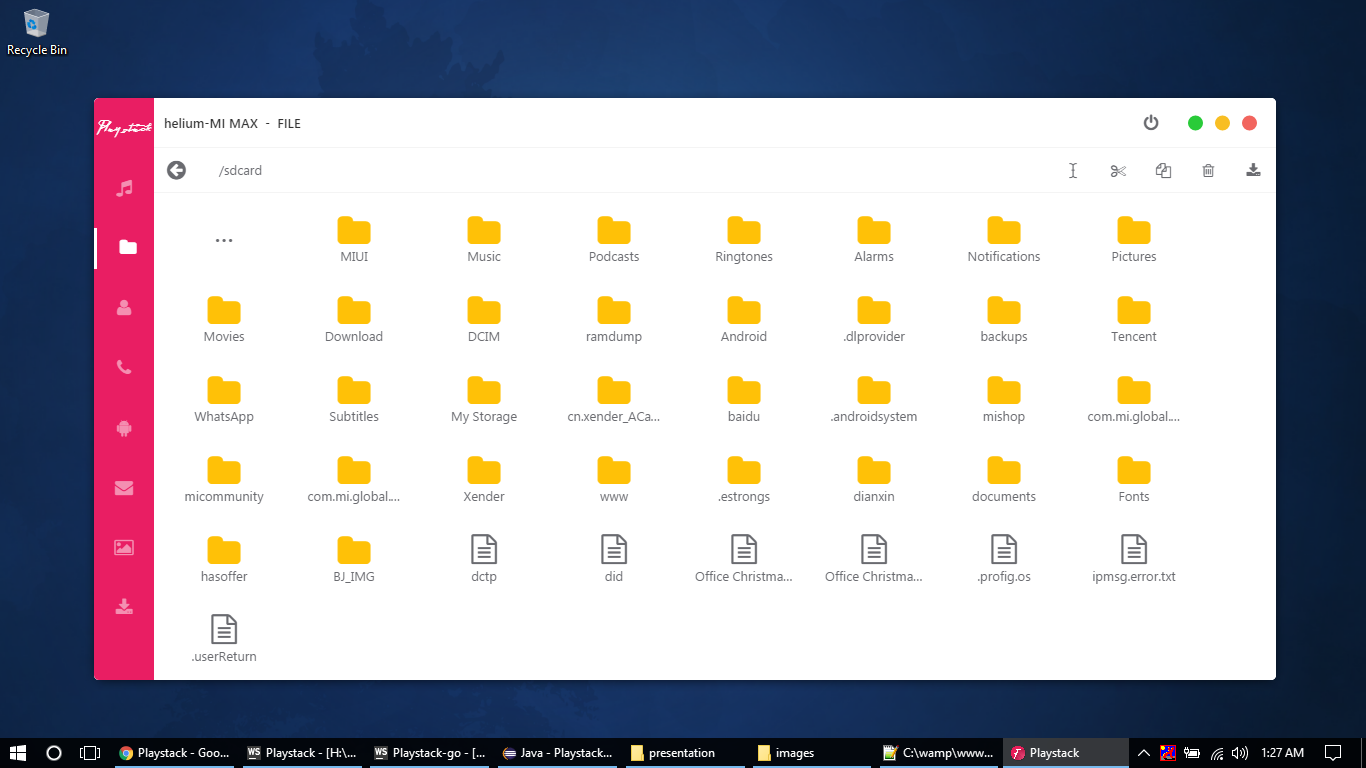 Recycle Bin
Playstack
helium-MI MAX - FILE
/sdcard
...
MIUI
Music
Podcasts
Ringtones
Alarms
Notifications
Pictures
Movies
Download
DCIM
ramdump
Android
.dlprovider
backups
Tencent
WhatsApp
Subtitles
My Storage
cn.xender_ACa...
baidu
.androidsystem
mishop
com.mi.global....
micommunity
com.mi.global....
Xender
www
.estrongs
dianxin
documents
Fonts
hasoffer
BJ_IMG
dctp
did
Office Christma...
Office Christma...
.profig.os
ipmsg.error.txt
.userReturn
Playstack - Goo...
WS Playstack - [H:\...
WS Playstack-go - [...
Java - Playstack...
presentation
images
C:\wamp\www...
Playstack
1:27 AM